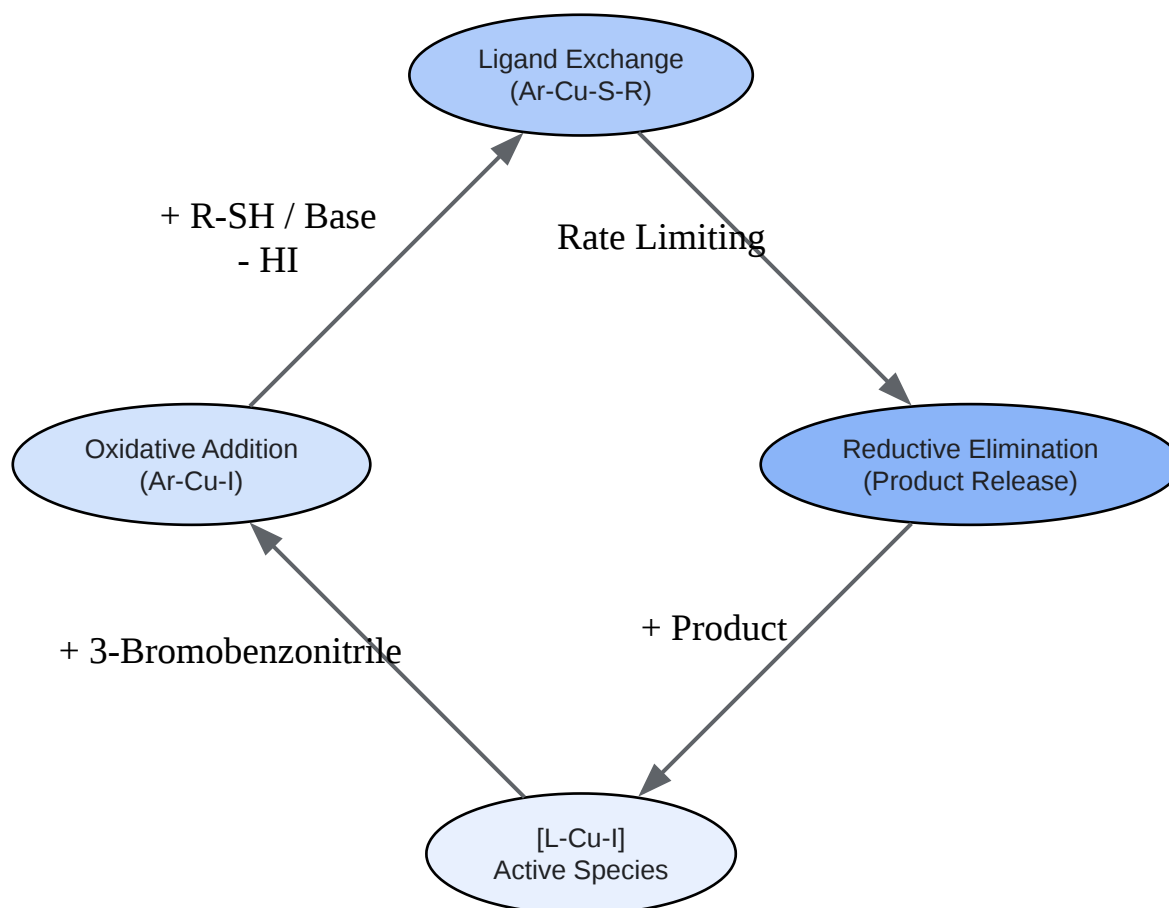 Ligand Exchange
(Ar-Cu-S-R)
+ R-SH / Base
- HI
Rate Limiting
Oxidative Addition
(Ar-Cu-I)
Reductive Elimination
(Product Release)
+ 3-Bromobenzonitrile
+ Product
[L-Cu-I]
Active Species